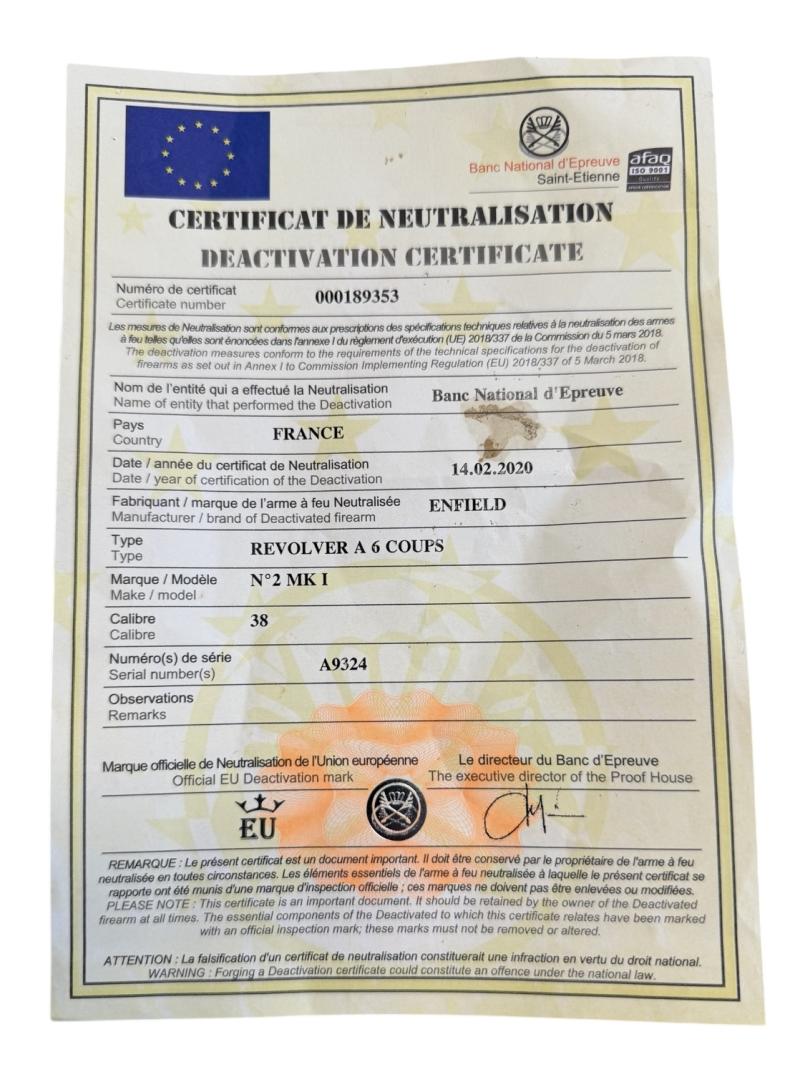 Banc National d'Epreuve
Saint-Etienne
afaq
ISO 9001
CERTIFICAT DE NEUTRALISATION
DEACTIVATION CERTIFICATE
Numéro de certificat
Certificate number
000189353
Les mesures de Neutralisation sont conformes aux prescriptions des spécifications techniques relatives à la neutralisation des armes
à feu telles qu'elles sont énoncées dans l'annexe I du règlement d'exécution (UE) 2018/337 de la Commission du 5 mars 2018.
The deactivation measures conform to the requirements of the technical specifications for the deactivation of
firearms as set out in Annex I to Commission Implementing Regulation (EU) 2018/337 of 5 March 2018.
Nom de l'entité qui a effectué la Neutralisation
Name of entity that performed the Deactivation
Banc National d'Epreuve
Pays
Country
FRANCE
Date / année du certificat de Neutralisation
Date / year of certification of the Deactivation
14.02.2020
Fabriquant / marque de l'arme à feu Neutralisée
Manufacturer / brand of Deactivated firearm
ENFIELD
Type
Type
REVOLVER A 6 COUPS
Marque / Modèle
Make / model
N°2 MK I
Calibre
Calibre
38
Numéro(s) de série
Serial number(s)
A9324
Observations
Remarks
Marque officielle de Neutralisation de l'Union européenne
Official EU Deactivation mark
Le directeur du Banc d'Epreuve
The executive director of the Proof House
EU
REMARQUE : Le présent certificat est un document important. Il doit être conservé par le propriétaire de l'arme à feu
neutralisée en toutes circonstances. Les éléments essentiels de l'arme à feu neutralisée à laquelle le présent certificat se
rapporte ont été munis d'une marque d'inspection officielle ; ces marques ne doivent pas être enlevées ou modifiées.
PLEASE NOTE : This certificate is an important document. It should be retained by the owner of the Deactivated
firearm at all times. The essential components of the Deactivated to which this certificate relates have been marked
with an official inspection mark; these marks must not be removed or altered.
ATTENTION : La falsification d'un certificat de neutralisation constituerait une infraction en vertu du droit national.
WARNING : Forging a Deactivation certificate could constitute an offence under the national law.